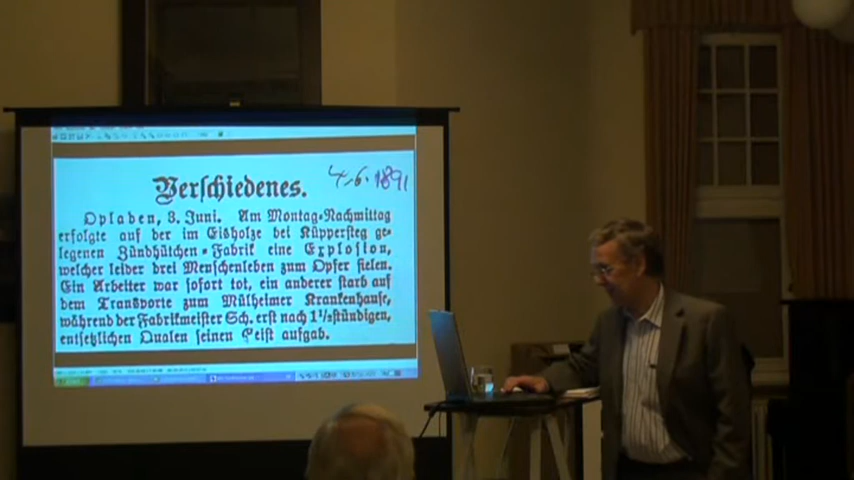 Verschiedenes.
4.6.1891
Opladen, 3. Juni. Am Montag-Nachmittag
erfolgte auf der im Eisholze bei Küppersteg ge-
legenen Zündhütchen-Fabrik eine Explosion,
welcher leider drei Menschenleben zum Opfer fielen.
Ein Arbeiter war sofort tot, ein anderer starb auf
dem Transporte zum Mülheimer Krankenhause,
während der Fabrikmeister Sch. erst nach 1½stündigen,
entsetzlichen Qualen seinen Geist aufgab.